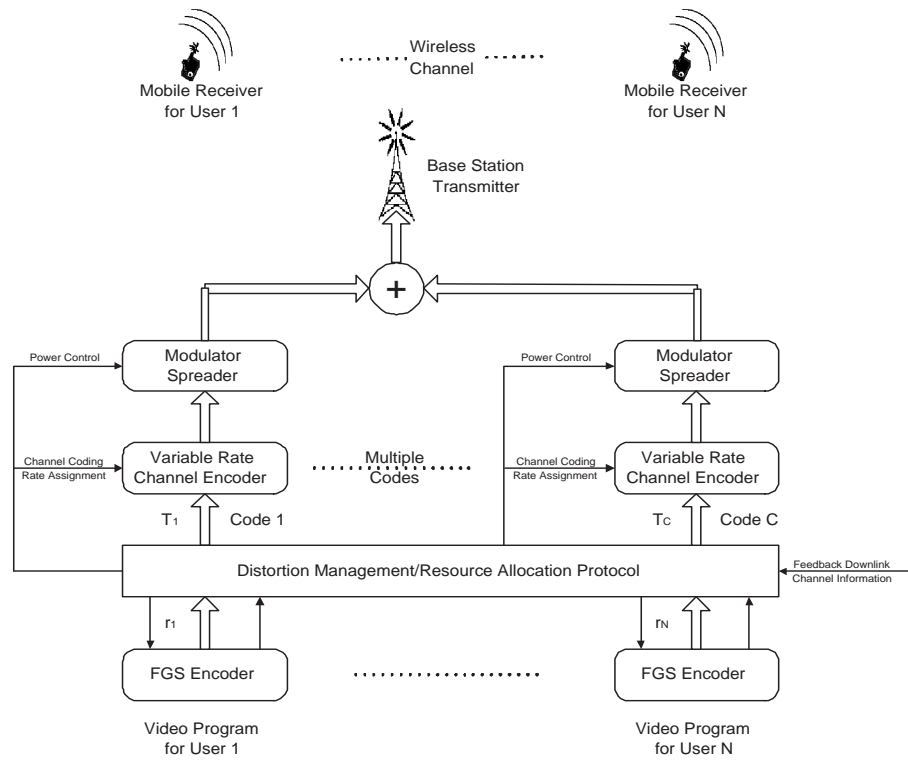 Wireless
Channel
Mobile Receiver
for User 1
Mobile Receiver
for User N
Base Station
Transmitter
+
Power Control
Modulator
Spreader
Power Control
Modulator
Spreader
Channel Coding
Rate Assignment
Variable Rate
Channel Encoder
Multiple
Codes
Channel Coding
Rate Assignment
Variable Rate
Channel Encoder
T1
Code 1
TC
Code C
Distortion Management/Resource Allocation Protocol
Feedback Downlink
Channel Information
r1
rN
FGS Encoder
FGS Encoder
Video Program
for User 1
Video Program
for User N